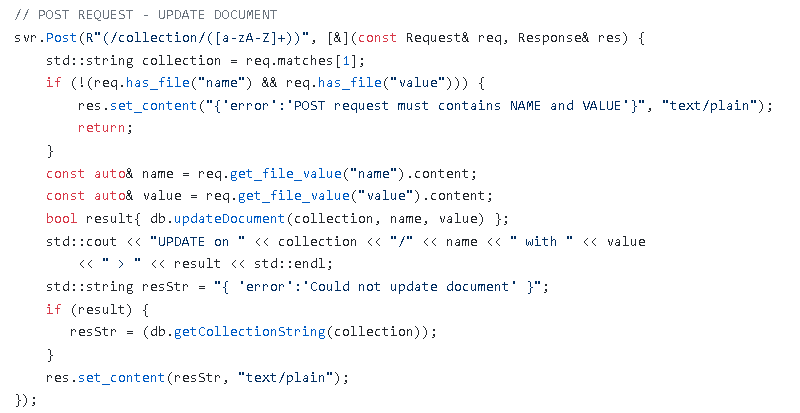 // POST REQUEST - UPDATE DOCUMENT
svr.Post(R"(/collection/([a-zA-Z]+))", [&](const Request& req, Response& res) {
    std::string collection = req.matches[1];
    if (!(req.has_file("name") && req.has_file("value"))) {
        res.set_content("{'error':'POST request must contains NAME and VALUE'}", "text/plain");
        return;
    }
    const auto& name = req.get_file_value("name").content;
    const auto& value = req.get_file_value("value").content;
    bool result{ db.updateDocument(collection, name, value) };
    std::cout << "UPDATE on " << collection << "/" << name << " with " << value
        << " > " << result << std::endl;
    std::string resStr = "{ 'error':'Could not update document' }";
    if (result) {
       resStr = (db.getCollectionString(collection));
    }
    res.set_content(resStr, "text/plain");
});